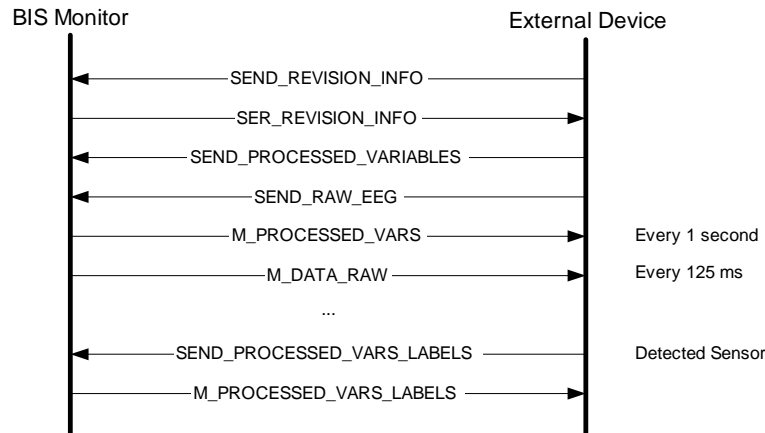 BIS Monitor
External Device
SEND_REVISION_INFO
SER_REVISION_INFO
SEND_PROCESSED_VARIABLES
SEND_RAW_EEG
M_PROCESSED_VARS Every 1 second
M_DATA_RAW Every 125 ms
...
SEND_PROCESSED_VARS_LABELS Detected Sensor
M_PROCESSED_VARS_LABELS